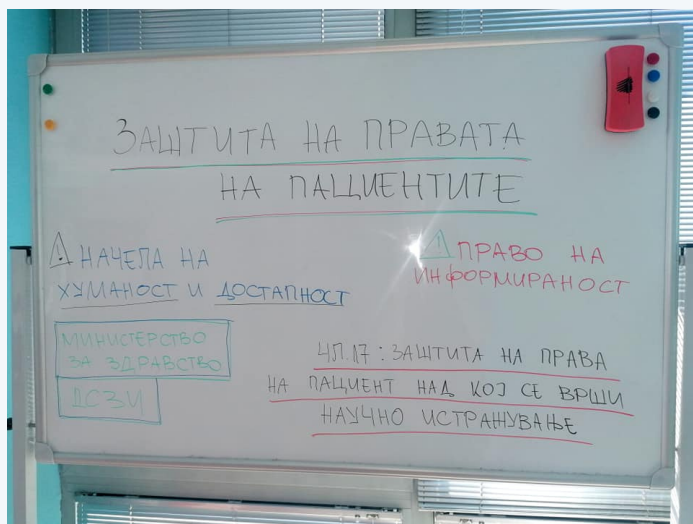 ЗАШТИТА НА ПРАВАТА
НА ПАЦИЕНТИТЕ
НАЧЕЛА НА
ХУМАНОСТ И ДОСТАПНОСТ
ПРАВО НА
ИНФОРМИРАНОСТ
МИНИСТЕРСТВО
ЗА ЗДРАВСТВО
ДСЗИ
ЧЛ.17: ЗАШТИТА НА ПРАВА
НА ПАЦИЕНТ НАД КОЈ СЕ ВРШИ
НАУЧНО ИСТРАЖУВАЊЕ